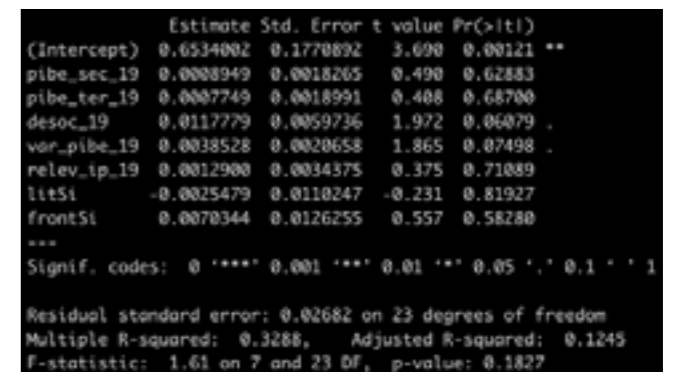 Estimate Std. Error t value Pr(>|t|)
(Intercept) 0.6534002 0.1770892 3.690 0.00121 **
pibe_sec_19 0.0008949 0.0018265 0.490 0.62883
pibe_ter_19 0.0007749 0.0018991 0.408 0.68700
desoc_19 0.0117779 0.0059736 1.972 0.06079 .
var_pibe_19 0.0038528 0.0020658 1.865 0.07498 .
relev_ip_19 0.0012900 0.0034375 0.375 0.71089
litSi -0.0025479 0.0110247 -0.231 0.81927
frontSi 0.0070344 0.0126255 0.557 0.58280
---
Signif. codes: 0 ‘***’ 0.001 ‘**’ 0.01 ‘*’ 0.05 ‘.’ 0.1 ‘ ’ 1
Residual standard error: 0.02682 on 23 degrees of freedom
Multiple R-squared: 0.3288, Adjusted R-squared: 0.1245
F-statistic: 1.61 on 7 and 23 DF, p-value: 0.1827